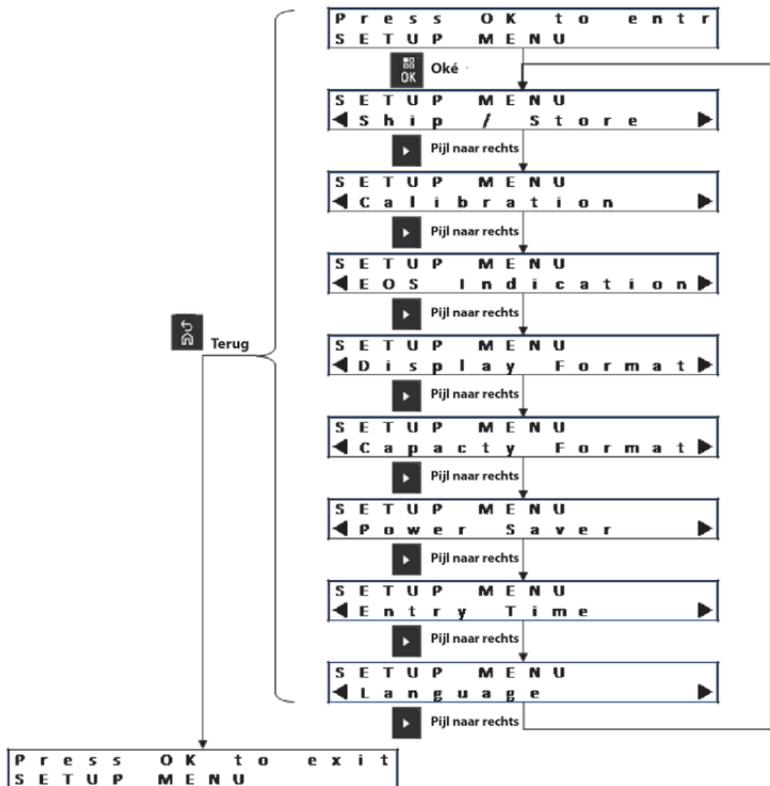 Press OK to entr
SETUP MENU
OK
Oké
SETUP MENU
Ship / Store
Pijl naar rechts
SETUP MENU
Calibration
Pijl naar rechts
SETUP MENU
EOS Indication
Pijl naar rechts
Terug
SETUP MENU
Display Format
Pijl naar rechts
SETUP MENU
Capacty Format
Pijl naar rechts
SETUP MENU
Power Saver
Pijl naar rechts
SETUP MENU
Entry Time
Pijl naar rechts
SETUP MENU
Language
Pijl naar rechts
Press OK to exit
SETUP MENU